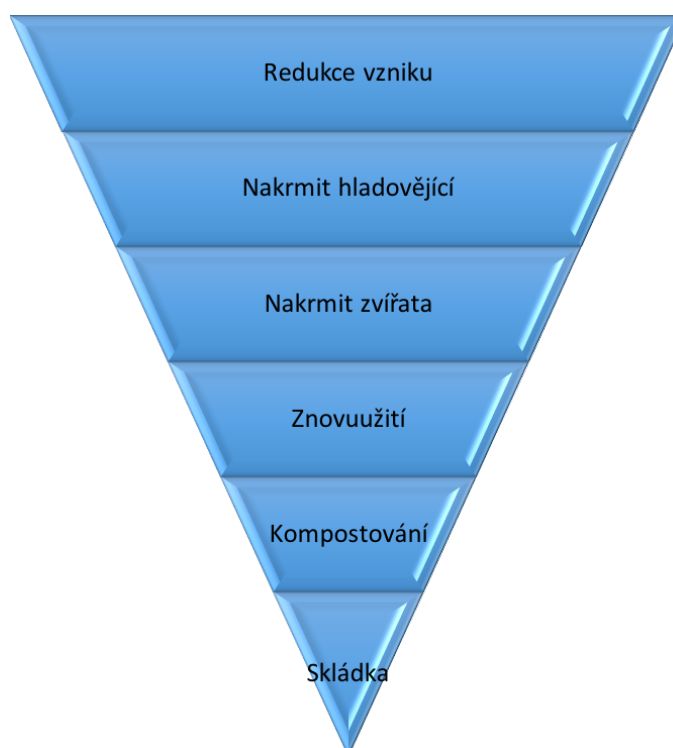 Redukce vzniku
Nakrmit hladovějící
Nakrmit zvířata
Znovuužití
Kompostování
Skládka